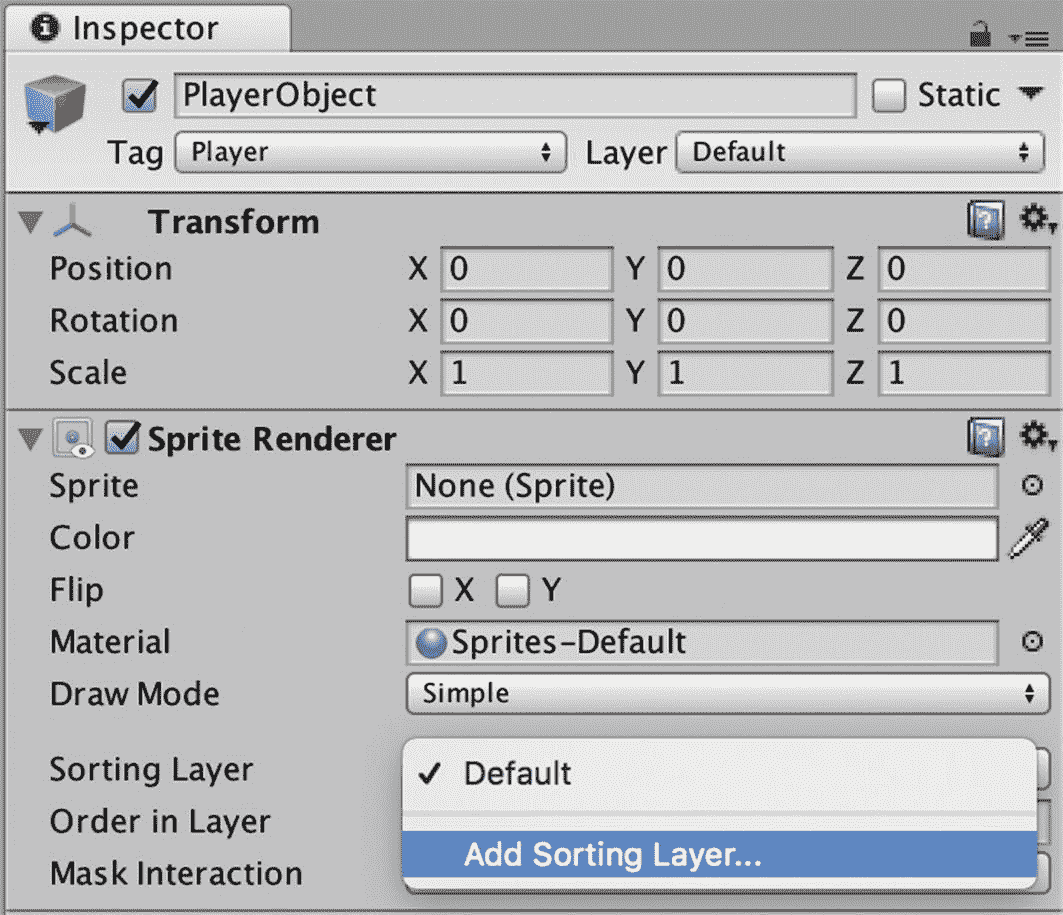 Inspector
PlayerObject Static
Tag Player Layer Default
Transform
Position X 0 Y 0 Z 0
Rotation X 0 Y 0 Z 0
Scale X 1 Y 1 Z 1
Sprite Renderer
Sprite None (Sprite)
Color
Flip X Y
Material Sprites-Default
Draw Mode Simple
Sorting Layer Default
Order in Layer
Add Sorting Layer...
Mask Interaction